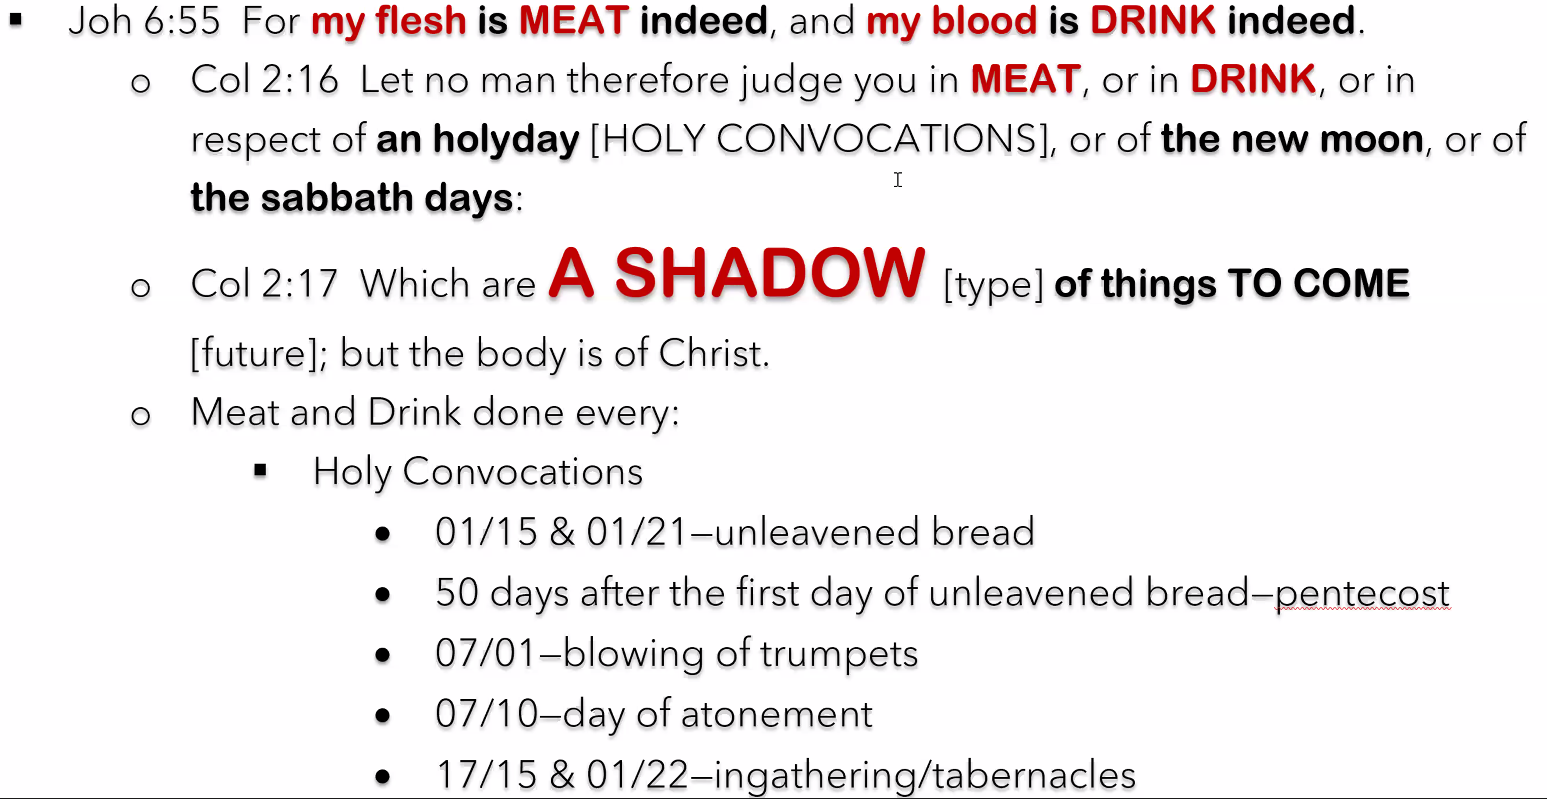 ▪ Joh 6:55 For my flesh is MEAT indeed, and my blood is DRINK indeed.
o Col 2:16 Let no man therefore judge you in MEAT, or in DRINK, or in
respect of an holyday [HOLY CONVOCATIONS], or of the new moon, or of
the sabbath days:
o Col 2:17 Which are A SHADOW [type] of things TO COME
[future]; but the body is of Christ.
o Meat and Drink done every:
▪ Holy Convocations
• 01/15 & 01/21—unleavened bread
• 50 days after the first day of unleavened bread—pentecost
• 07/01—blowing of trumpets
• 07/10—day of atonement
• 17/15 & 01/22—ingathering/tabernacles